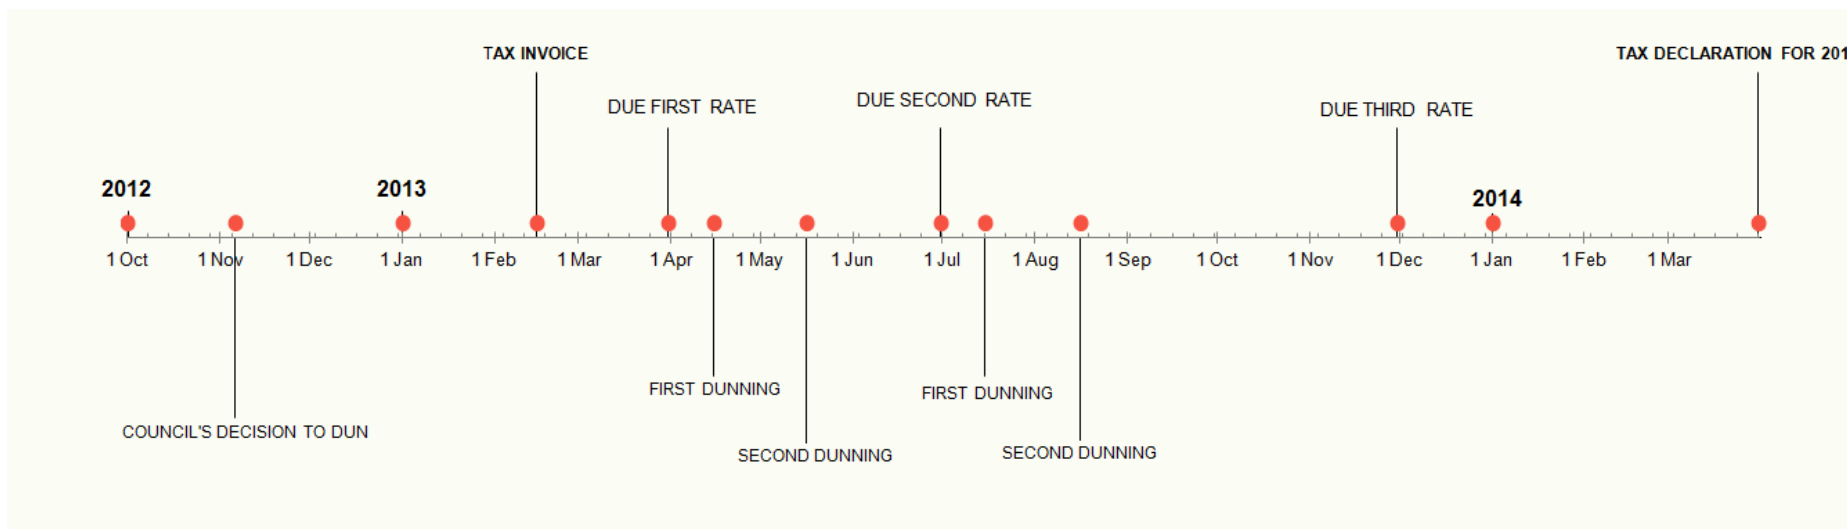 TAX INVOICE
TAX DECLARATION FOR 201
DUE FIRST RATE
DUE SECOND RATE
DUE THIRD RATE
2012
2013
2014
1 Oct
1 Nov
1 Dec
1 Jan
1 Feb
1 Mar
1 Apr
1 May
1 Jun
1 Jul
1 Aug
1 Sep
1 Oct
1 Nov
1 Dec
1 Jan
1 Feb
1 Mar
FIRST DUNNING
FIRST DUNNING
COUNCIL'S DECISION TO DUN
SECOND DUNNING
SECOND DUNNING